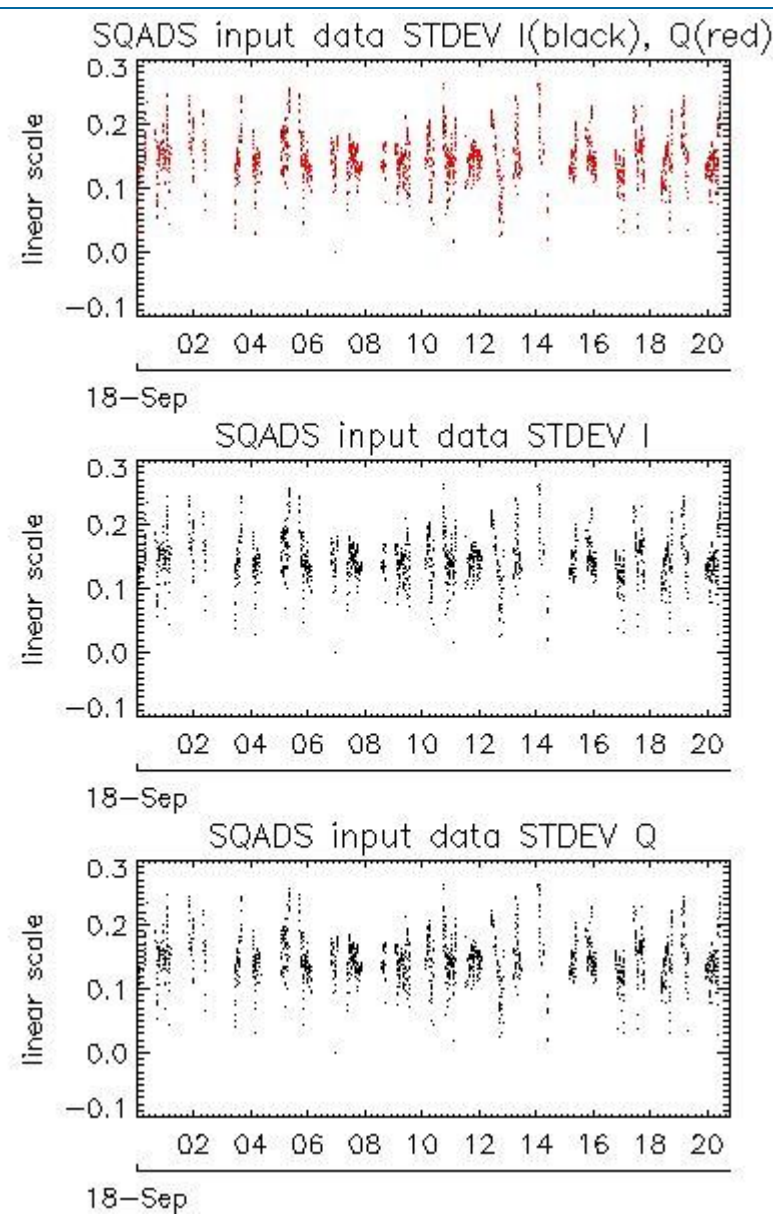 SQADS input data STDEV I(black), Q(red)
0.3
0.2
0.1
0.0
−0.1
linear scale
02 04 06 08 10 12 14 16 18 20
18−Sep
SQADS input data STDEV I
0.3
0.2
0.1
0.0
−0.1
linear scale
02 04 06 08 10 12 14 16 18 20
18−Sep
SQADS input data STDEV Q
0.3
0.2
0.1
0.0
−0.1
linear scale
02 04 06 08 10 12 14 16 18 20
18−Sep